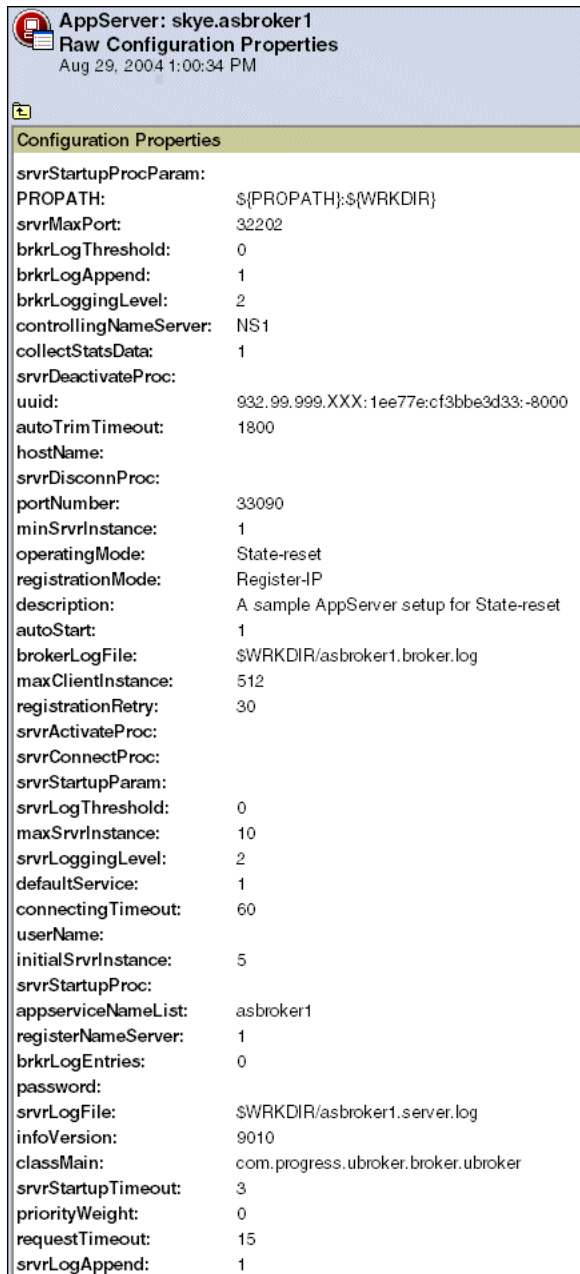 AppServer: skye.asbroker1
Raw Configuration Properties
Aug 29, 2004 1:00:34 PM
Configuration Properties
srvrStartupProcParam:
PROPATH: ${PROPATH}:${WRKDIR}
srvrMaxPort: 32202
brkrLogThreshold: 0
brkrLogAppend: 1
brkrLoggingLevel: 2
controllingNameServer: NS1
collectStatsData: 1
srvrDeactivateProc:
uuid: 932.99.999.XXX:1ee77e:cf3bbe3d33:-8000
autoTrimTimeout: 1800
hostName:
srvrDisconnProc:
portNumber: 33090
minSrvrInstance: 1
operatingMode: State-reset
registrationMode: Register-IP
description: A sample AppServer setup for State-reset
autoStart: 1
brokerLogFile: $WRKDIR/asbroker1.broker.log
maxClientInstance: 512
registrationRetry: 30
srvrActivateProc:
srvrConnectProc:
srvrStartupParam:
srvrLogThreshold: 0
maxSrvrInstance: 10
srvrLoggingLevel: 2
defaultService: 1
connectingTimeout: 60
userName:
initialSrvrInstance: 5
srvrStartupProc:
appserviceNameList: asbroker1
registerNameServer: 1
brkrLogEntries: 0
password:
srvrLogFile: $WRKDIR/asbroker1.server.log
infoVersion: 9010
classMain: com.progress.ubroker.broker.ubroker
srvrStartupTimeout: 3
priorityWeight: 0
requestTimeout: 15
srvrLogAppend: 1